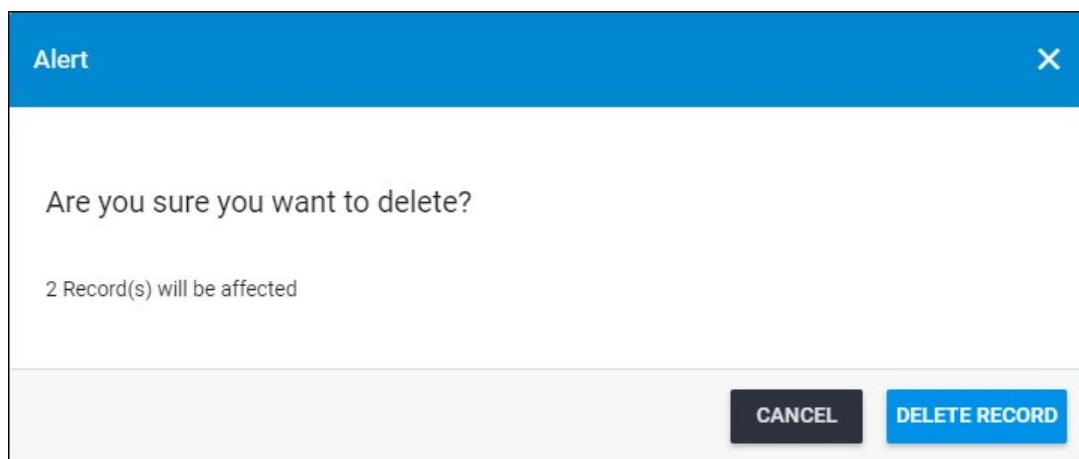 Alert
Are you sure you want to delete?
2 Record(s) will be affected
CANCEL DELETE RECORD